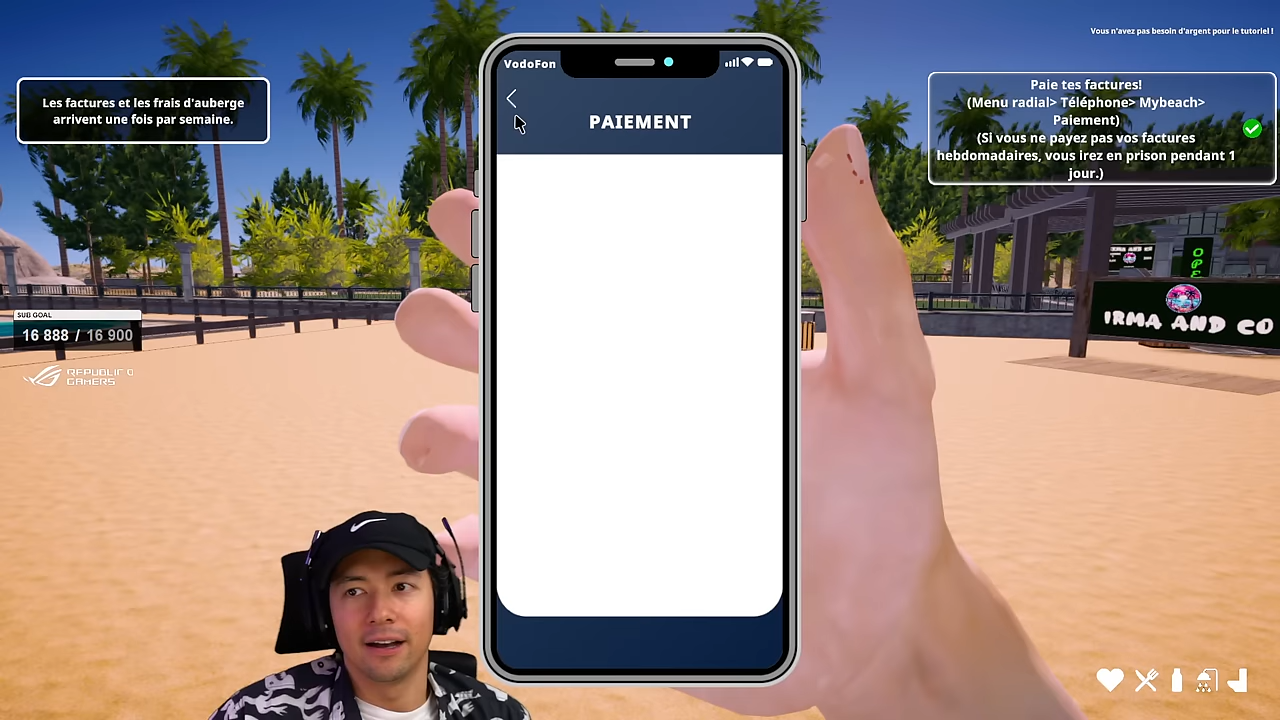 Vous n'avez pas besoin d'argent pour le tutoriel !
VodoFon
Les factures et les frais d'auberge
arrivent une fois par semaine.
PAIEMENT
Paie tes factures!
(Menu radial> Téléphone> Mybeach>
Paiement)
(Si vous ne payez pas vos factures
hebdomadaires, vous irez en prison pendant 1
jour.)
OPE
IRMA AND CO
SUB GOAL
16 888 / 16 900
REPUBLIC O
GAMERS